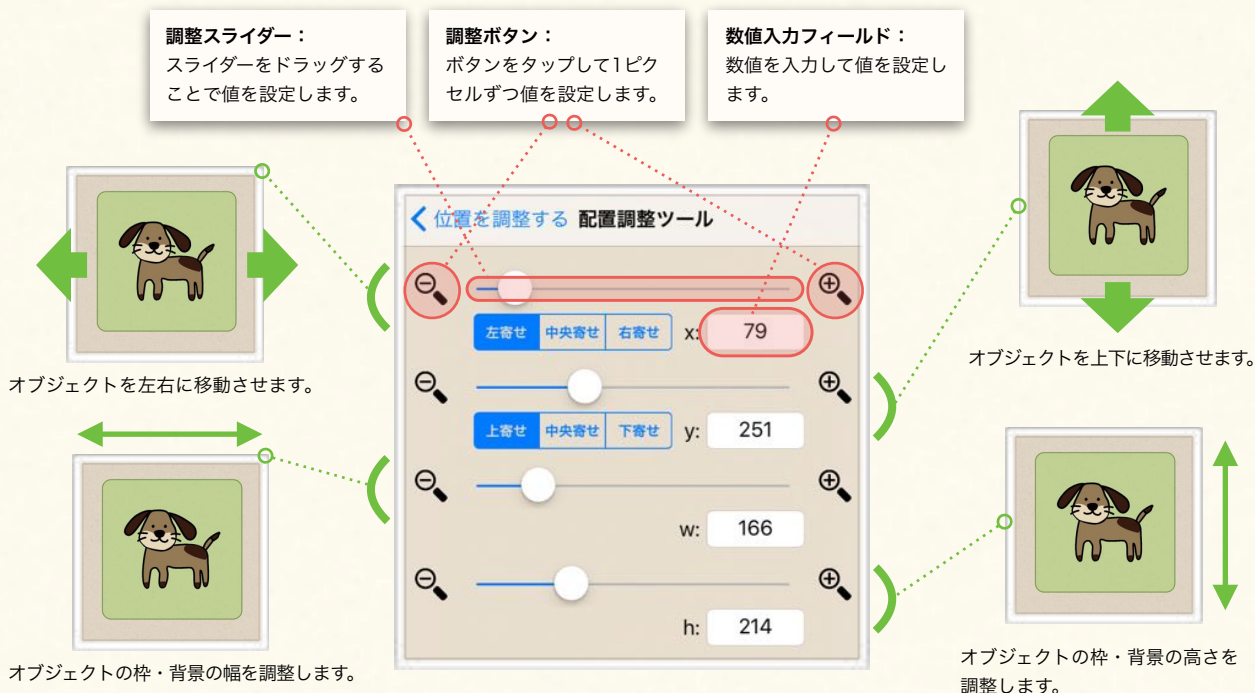 調整スライダー：
スライダーをドラッグする
ことで値を設定します。
調整ボタン：
ボタンをタップして1ピク
セルずつ値を設定します。
数値入力フィールド：
数値を入力して値を設定し
ます。
位置を調整する 配置調整ツール
左寄せ 中央寄せ 右寄せ x: 79
オブジェクトを左右に移動させます。
オブジェクトを上下に移動させます。
上寄せ 中央寄せ 下寄せ y: 251
w: 166
h: 214
オブジェクトの枠・背景の幅を調整します。
オブジェクトの枠・背景の高さを
調整します。